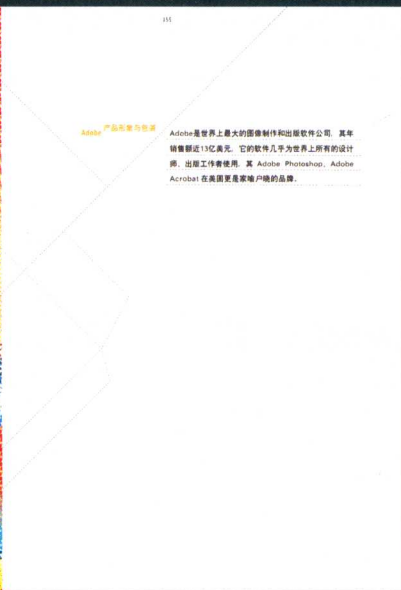 Adobe 产品形象与包装
Adobe是世界上最大的图像制作和出版软件公司，其年
销售额近13亿美元，它的软件几乎为世界上所有的设计
师、出版工作者使用，其 Adobe Photoshop、Adobe
Acrobat 在美国更是家喻户晓的品牌。